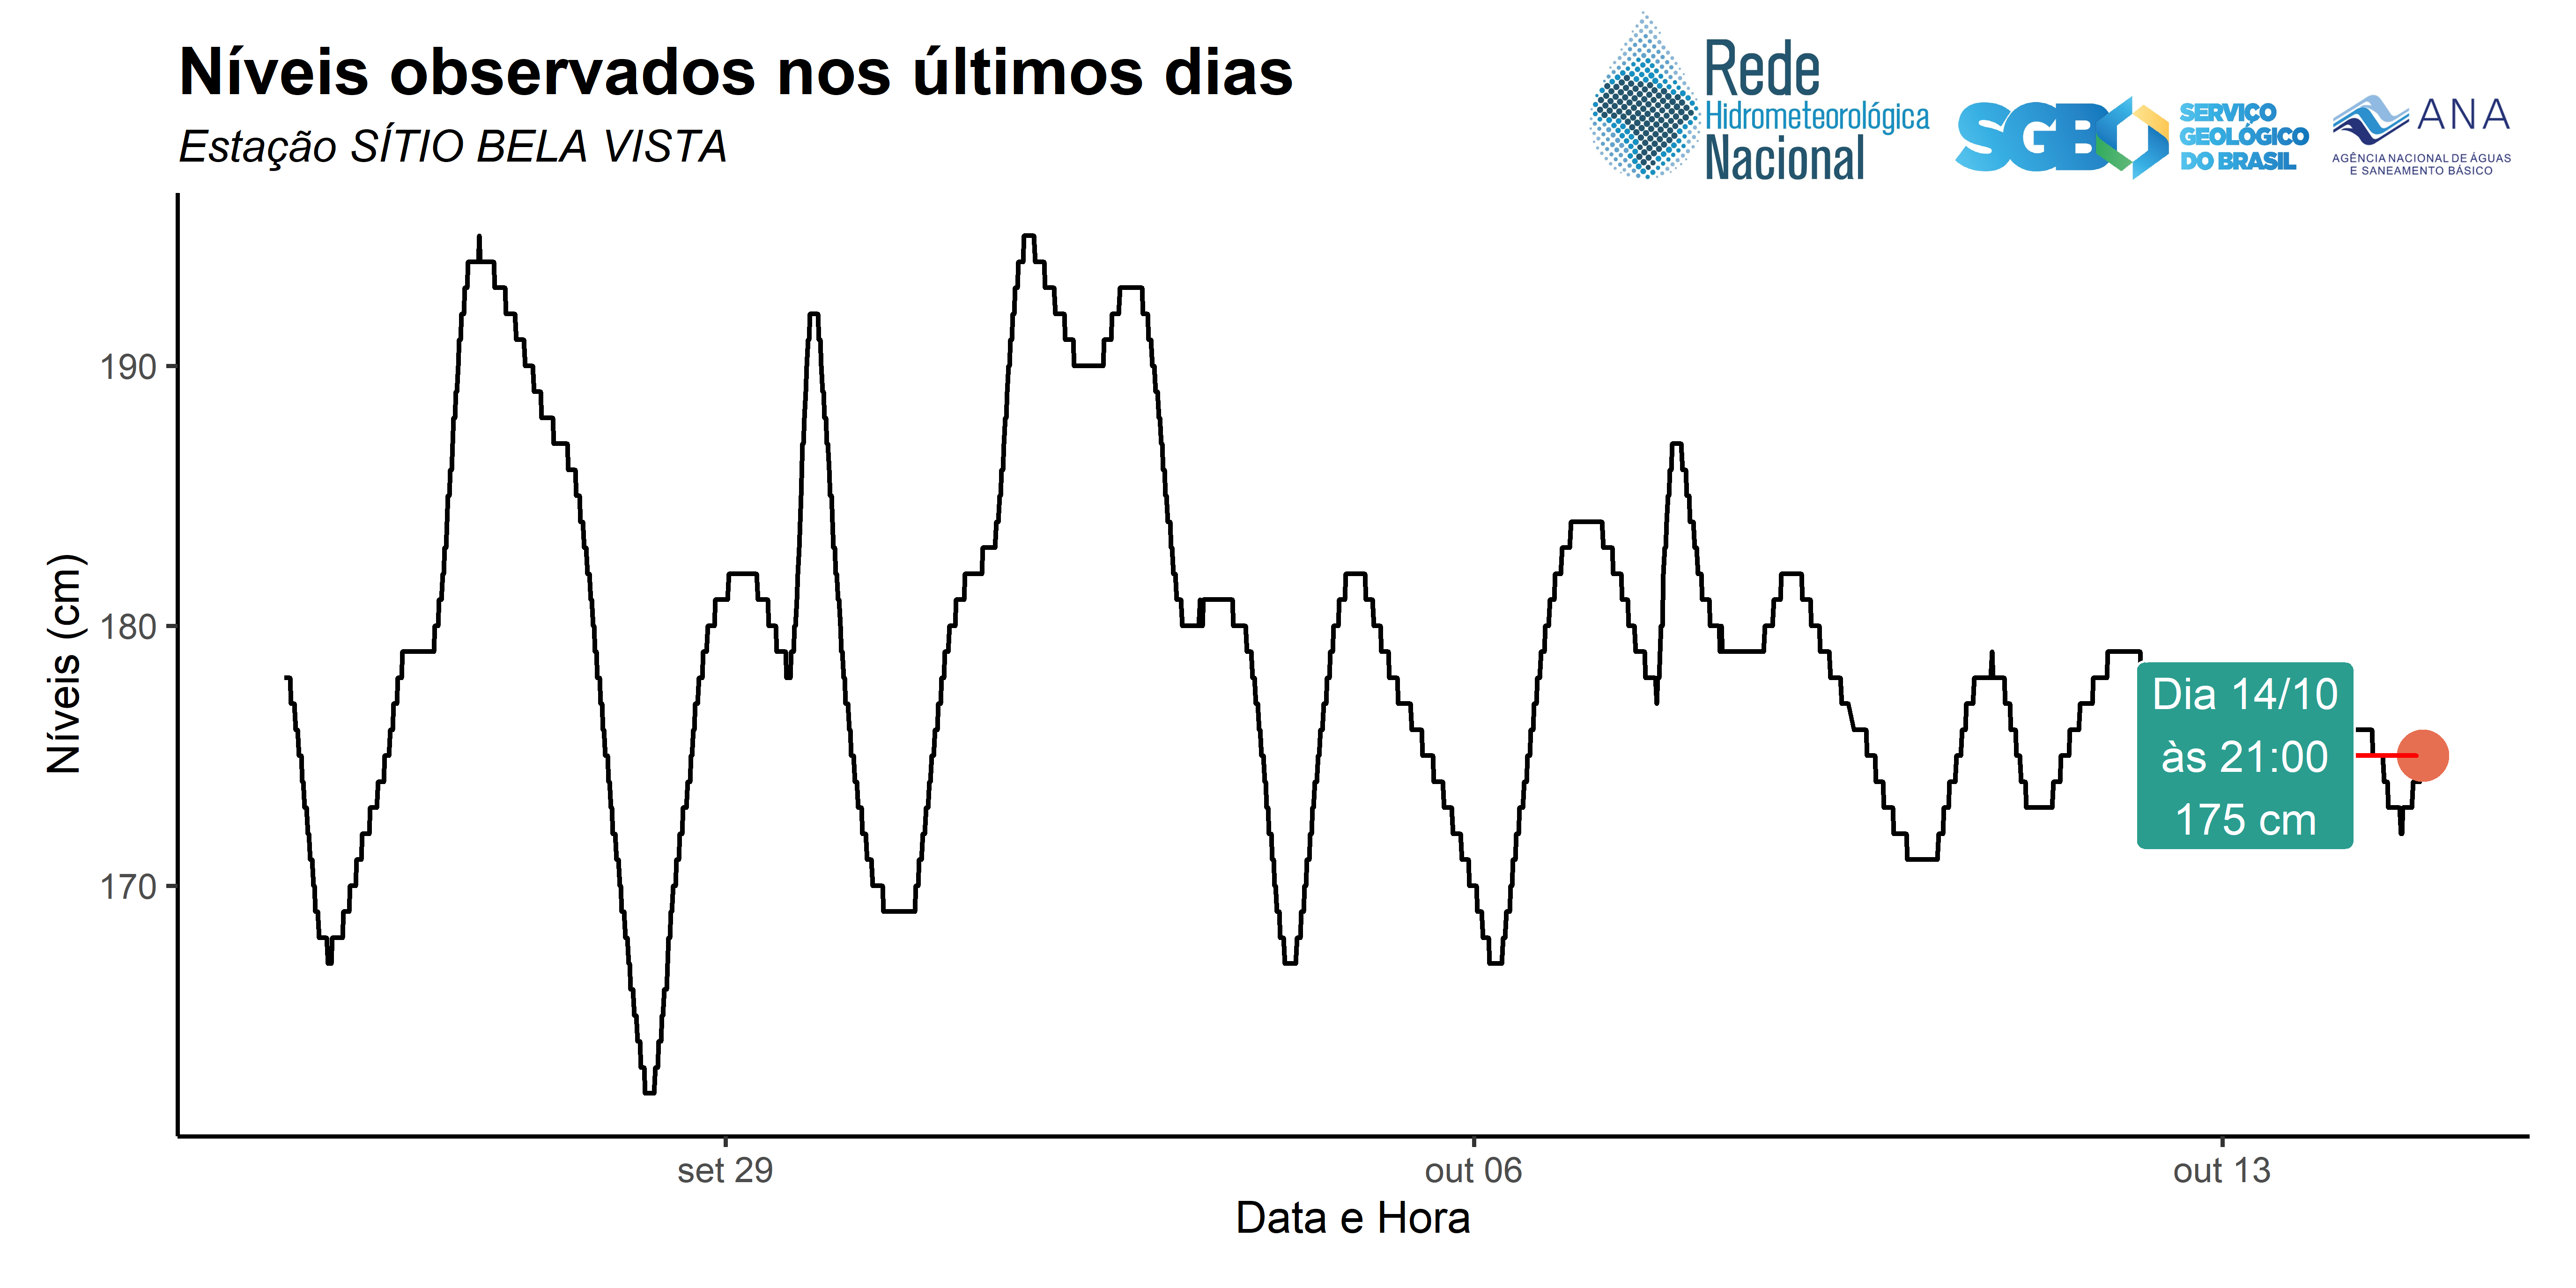 Níveis observados nos últimos dias
Estação SÍTIO BELA VISTA
Rede
Hidrometeorológica
Nacional
SGB
SERVIÇO
GEOLÓGICO
DO BRASIL
ANA
AGÊNCIA NACIONAL DE ÁGUAS
E SANEAMENTO BÁSICO
Níveis (cm)
190
180
170
Dia 14/10
às 21:00
175 cm
set 29
out 06
out 13
Data e Hora